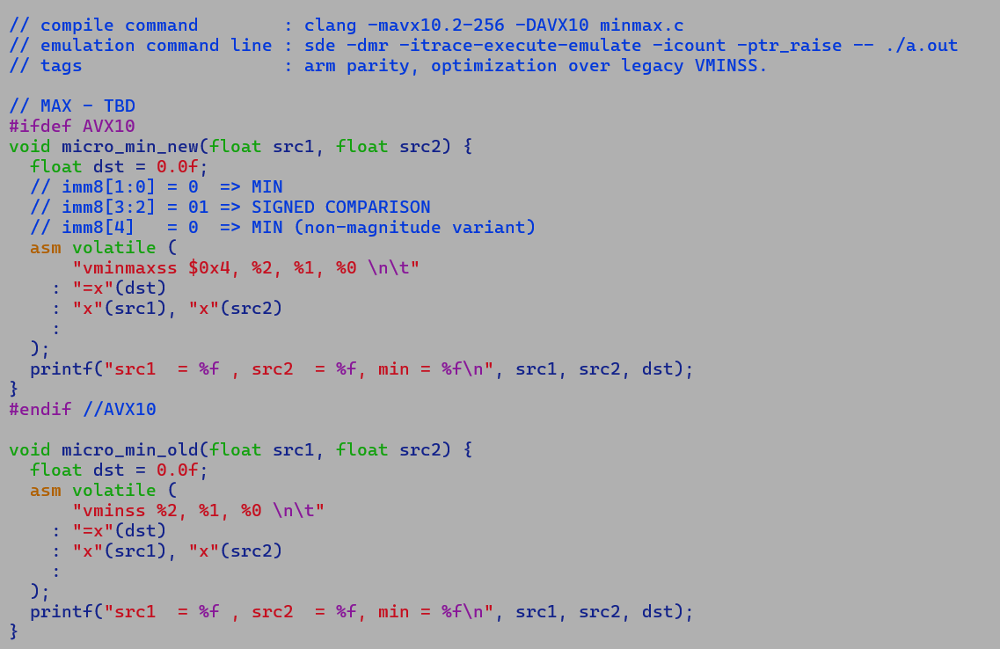 // compile command        : clang -mavx10.2-256 -DAVX10 minmax.c
// emulation command line : sde -dmr -itrace-execute-emulate -icount -ptr_raise -- ./a.out
// tags                   : arm parity, optimization over legacy VMINSS.

// MAX - TBD
#ifdef AVX10
void micro_min_new(float src1, float src2) {
  float dst = 0.0f;
  // imm8[1:0] = 0  => MIN
  // imm8[3:2] = 01 => SIGNED COMPARISON
  // imm8[4]   = 0  => MIN (non-magnitude variant)
  asm volatile (
      "vminmaxss $0x4, %2, %1, %0 \n\t"
    : "=x"(dst)
    : "x"(src1), "x"(src2)
    :
  );
  printf("src1  = %f , src2  = %f, min = %f\n", src1, src2, dst);
}
#endif //AVX10

void micro_min_old(float src1, float src2) {
  float dst = 0.0f;
  asm volatile (
      "vminss %2, %1, %0 \n\t"
    : "=x"(dst)
    : "x"(src1), "x"(src2)
    :
  );
  printf("src1  = %f , src2  = %f, min = %f\n", src1, src2, dst);
}